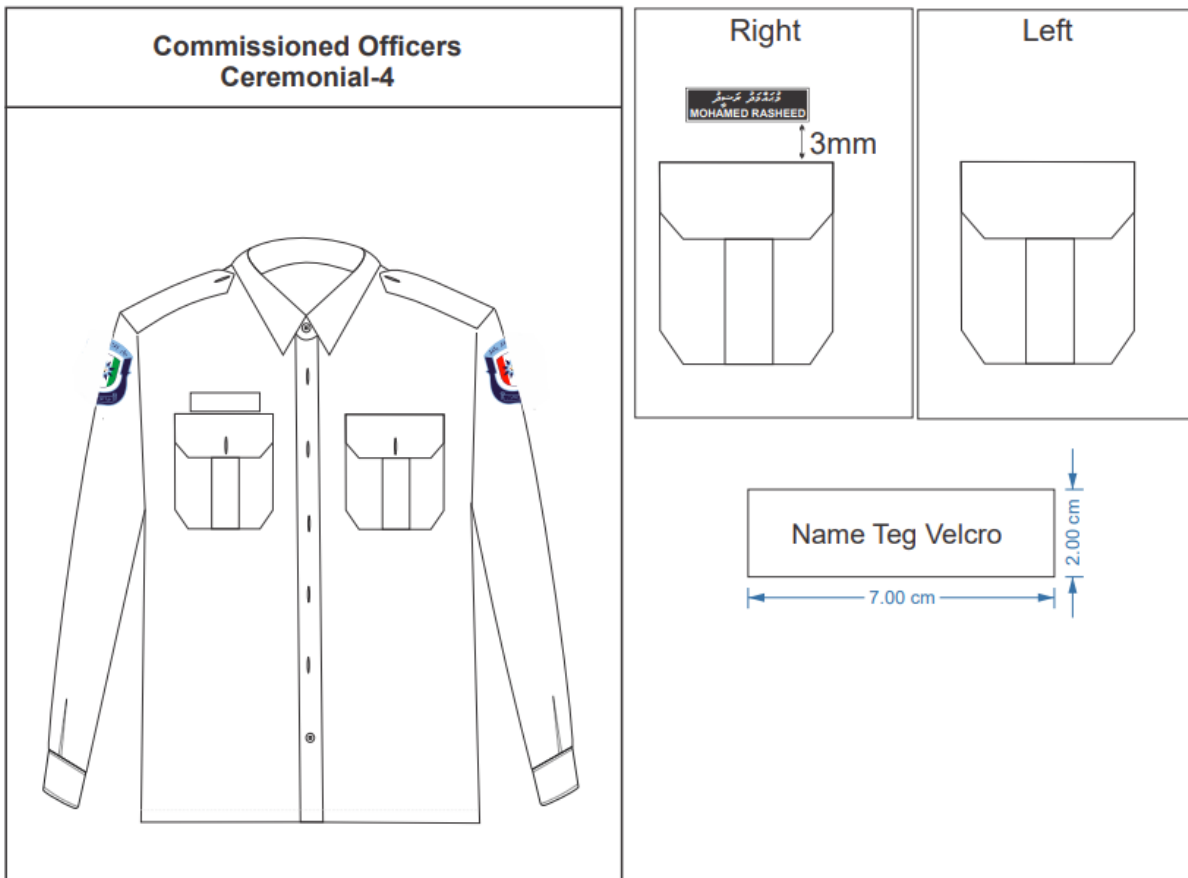 Commissioned Officers
Ceremonial-4
Right
މުޙައްމަދު ރަޝީދު
MOHAMED RASHEED
3mm
Left
Name Teg Velcro
2.00 cm
7.00 cm